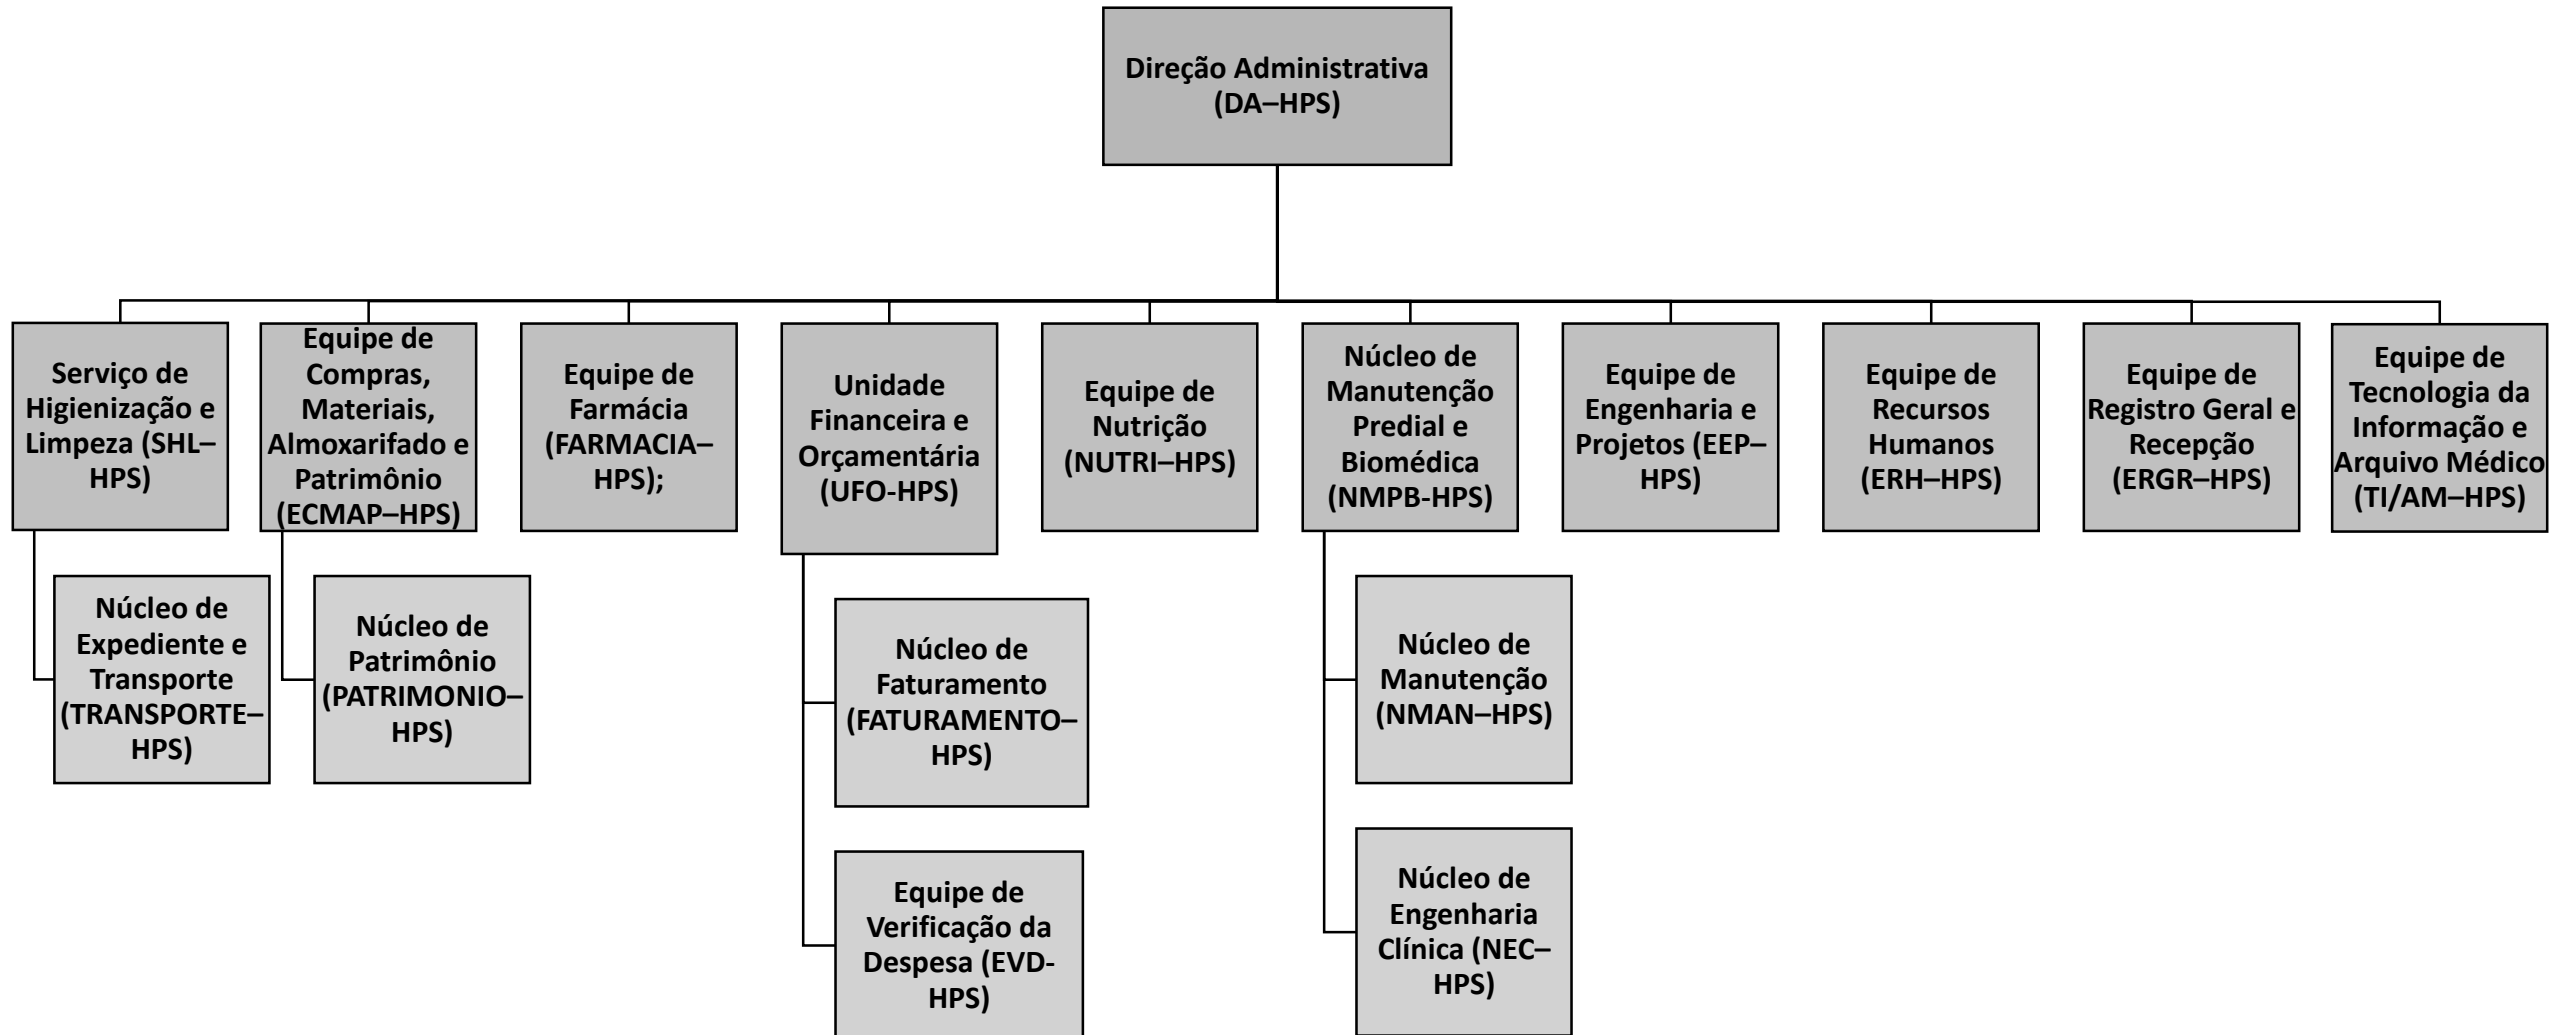 Direção Administrativa
(DA–HPS)
Serviço de
Higienização e
Limpeza (SHL–
HPS)
Equipe de
Compras,
Materiais,
Almoxarifado e
Patrimônio
(ECMAP–HPS)
Equipe de
Farmácia
(FARMACIA–
HPS);
Unidade
Financeira e
Orçamentária
(UFO-HPS)
Equipe de
Nutrição
(NUTRI–HPS)
Núcleo de
Manutenção
Predial e
Biomédica
(NMPB-HPS)
Equipe de
Engenharia e
Projetos (EEP–
HPS)
Equipe de
Recursos
Humanos
(ERH–HPS)
Equipe de
Registro Geral e
Recepção
(ERGR–HPS)
Equipe de
Tecnologia da
Informação e
Arquivo Médico
(TI/AM–HPS)
Núcleo de
Expediente e
Transporte
(TRANSPORTE–
HPS)
Núcleo de
Patrimônio
(PATRIMONIO–
HPS)
Núcleo de
Faturamento
(FATURAMENTO–
HPS)
Núcleo de
Manutenção
(NMAN–HPS)
Equipe de
Verificação da
Despesa (EVD-
HPS)
Núcleo de
Engenharia
Clínica (NEC–
HPS)